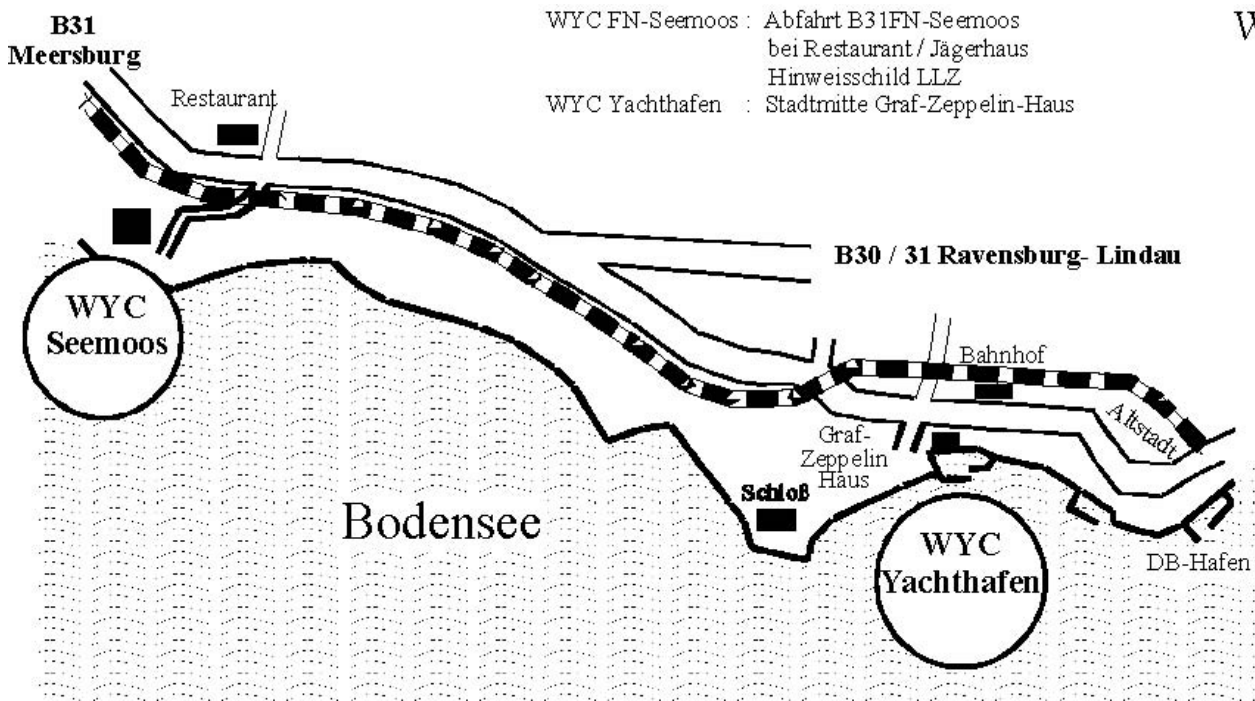 B31
Meersburg
WYC FN-Seemoos : Abfahrt B31FN-Seemoos
bei Restaurant / Jägerhaus
Hinweisschild LLZ
WYC Yachthafen : Stadtmitte Graf-Zeppelin-Haus
W
Restaurant
B30 / 31 Ravensburg- Lindau
WYC
Seemoos
Bahnhof
Altstadt
Graf-
Zeppelin
Haus
Schloß
Bodensee
WYC
Yachthafen
DB-Hafen